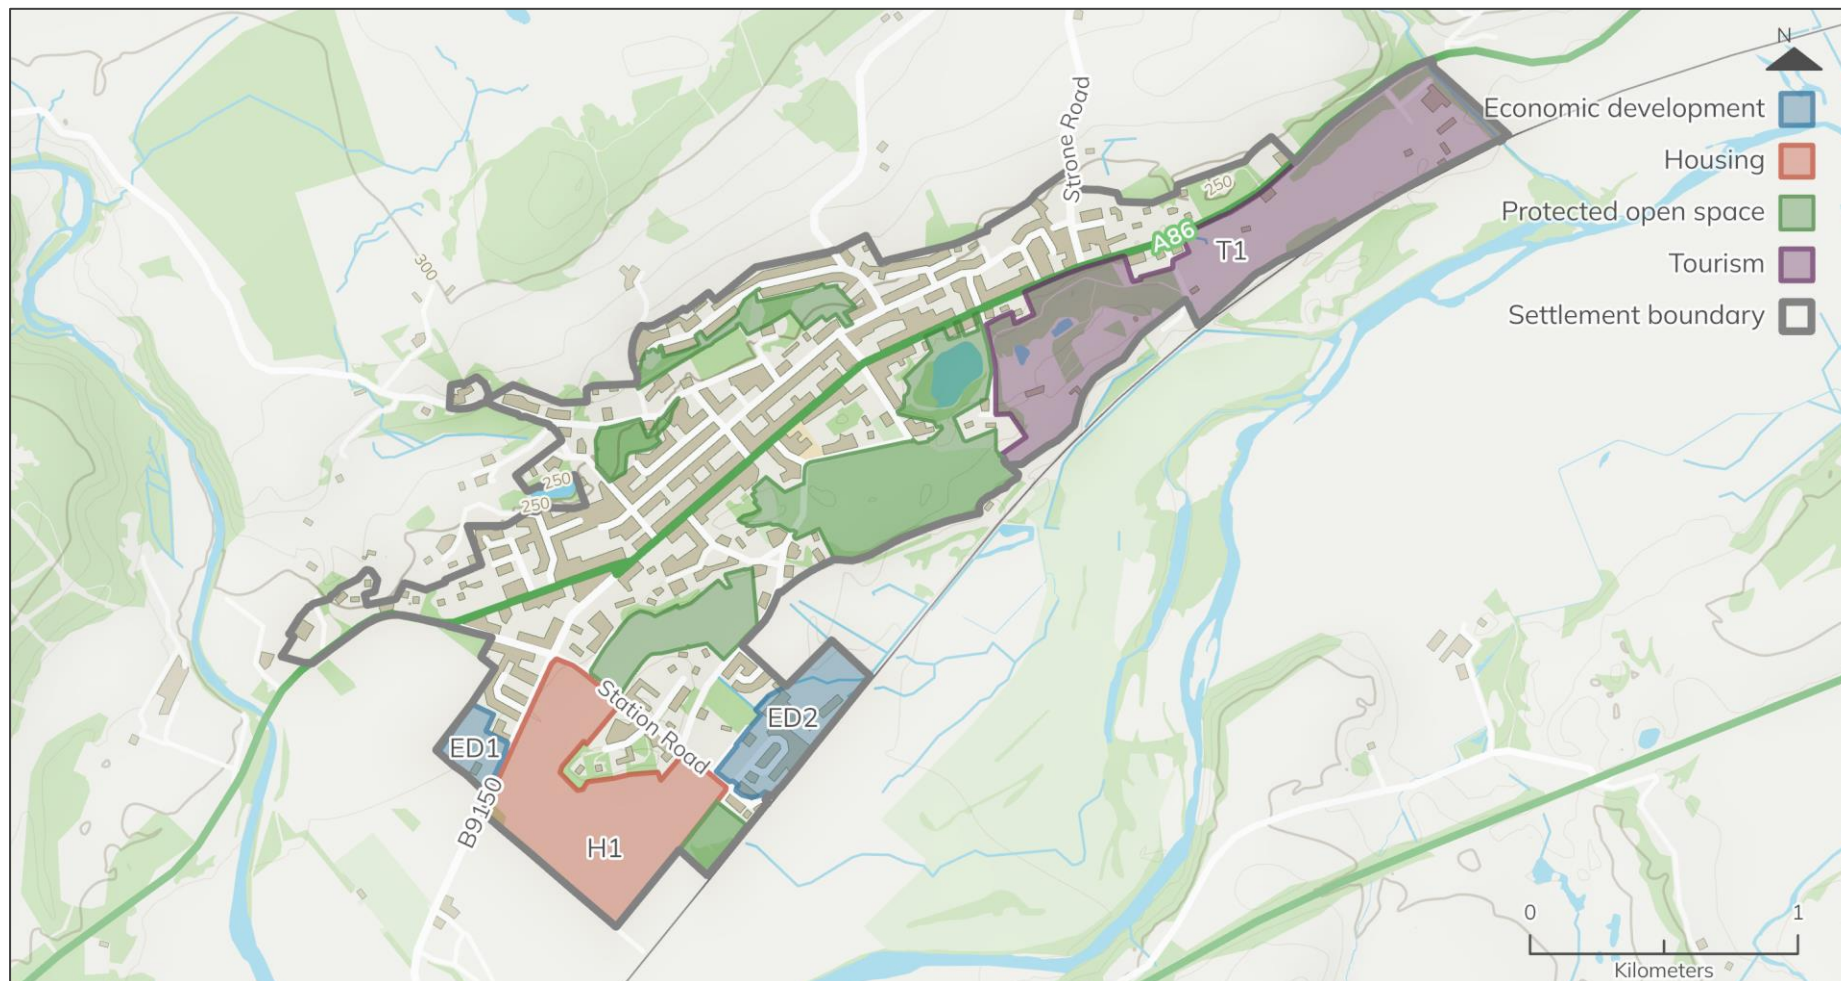 N
Economic development
Housing
Protected open space
Tourism
Settlement boundary
Strone Road
A86
T1
250
300
250
250
Station Road
ED1
ED2
B9150
H1
0
1
Kilometers